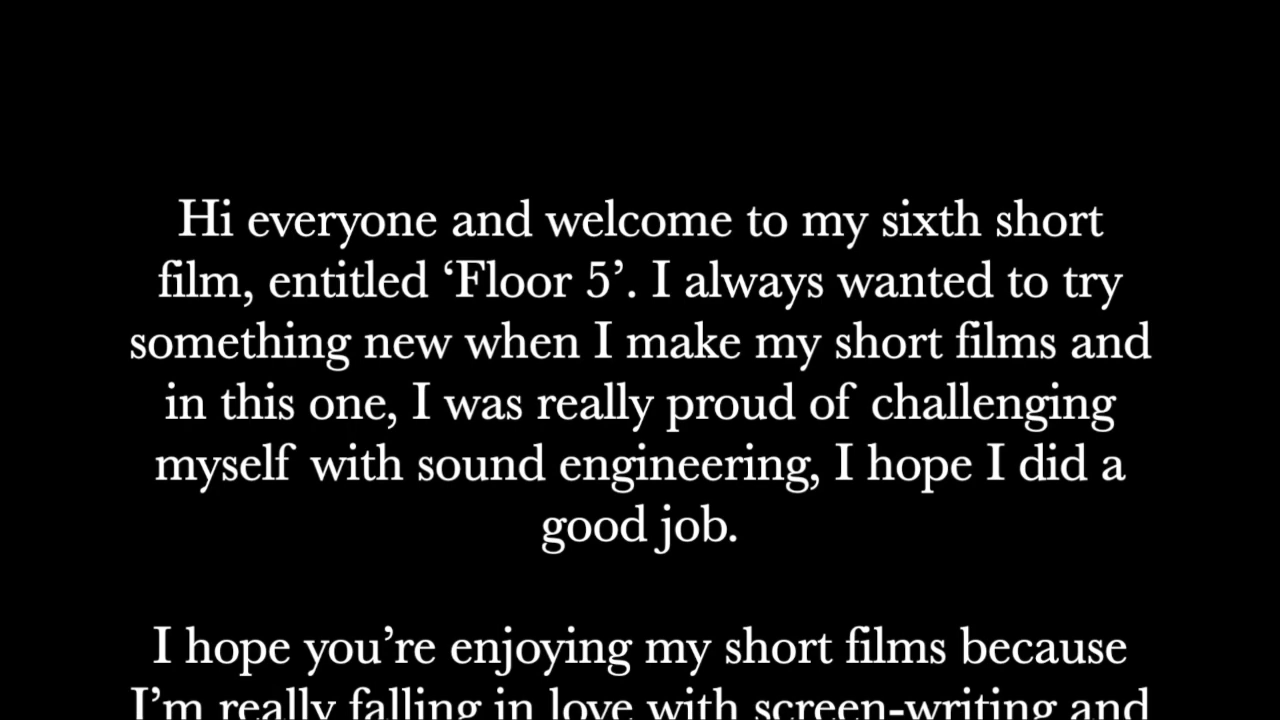 Hi everyone and welcome to my sixth short
film, entitled ‘Floor 5’. I always wanted to try
something new when I make my short films and
in this one, I was really proud of challenging
myself with sound engineering, I hope I did a
good job.
I hope you’re enjoying my short films because
I’m really falling in love with screen-writing and